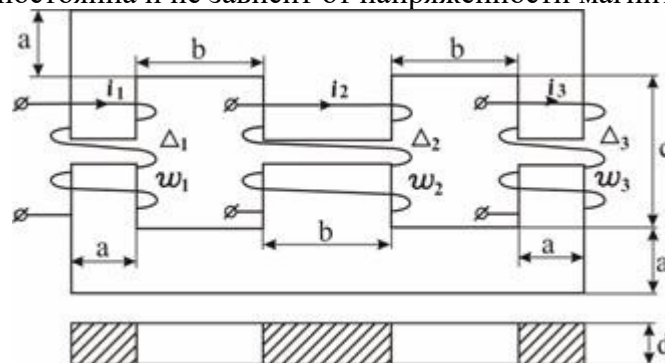 постоянна и не зависит от напряженности магнит
a b b
i₁ i₂ i₃
Δ₁ Δ₂ Δ₃ c
w₁ w₂ w₃
a b a a